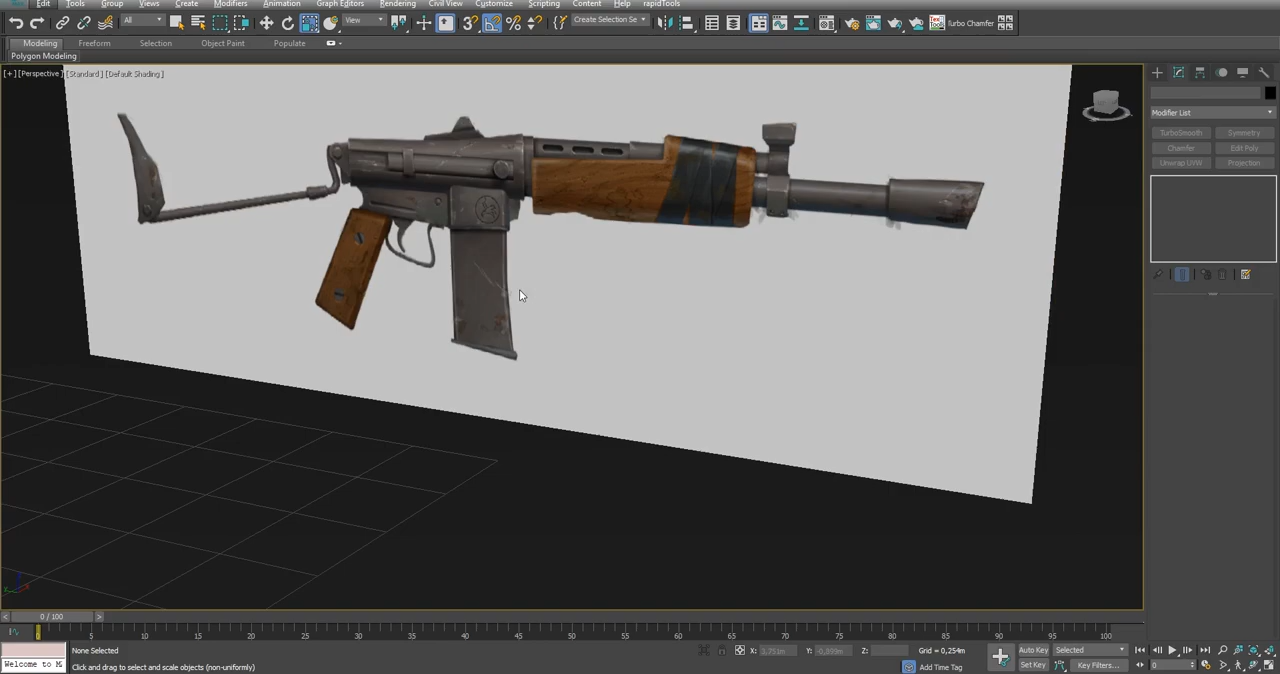 Edit Tools Group Views Create Modifiers Animation Graph Editors Rendering Civil View Customize Scripting Content Help rapidTools
All View Create Selection Se Turbo Chamfer
Modeling Freeform Selection Object Paint Populate
Polygon Modeling
[+] [Perspective] [Standard] [Default Shading]
Modifier List
TurboSmooth Symmetry
Chamfer Edit Poly
Unwrap UVW Projection
< 0 / 100 >
0 5 10 15 20 25 30 35 40 45 50 55 60 65 70 75 80 85 90 95 100
None Selected X: 3,751m Y: -0,999m Z: Grid = 0,254m Auto Key Selected
Welcome to M Click and drag to select and scale objects (non-uniformly) Add Time Tag Set Key Key Filters... 0